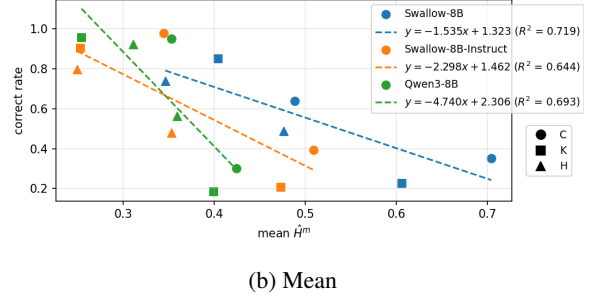 Swallow-8B
y = −1.535x + 1.323 (R² = 0.719)
Swallow-8B-Instruct
y = −2.298x + 1.462 (R² = 0.644)
Qwen3-8B
y = −4.740x + 2.306 (R² = 0.693)
C
K
H
correct rate
1.0
0.8
0.6
0.4
0.2
0.3
0.4
0.5
0.6
0.7
mean Ĥᵐ
(b) Mean